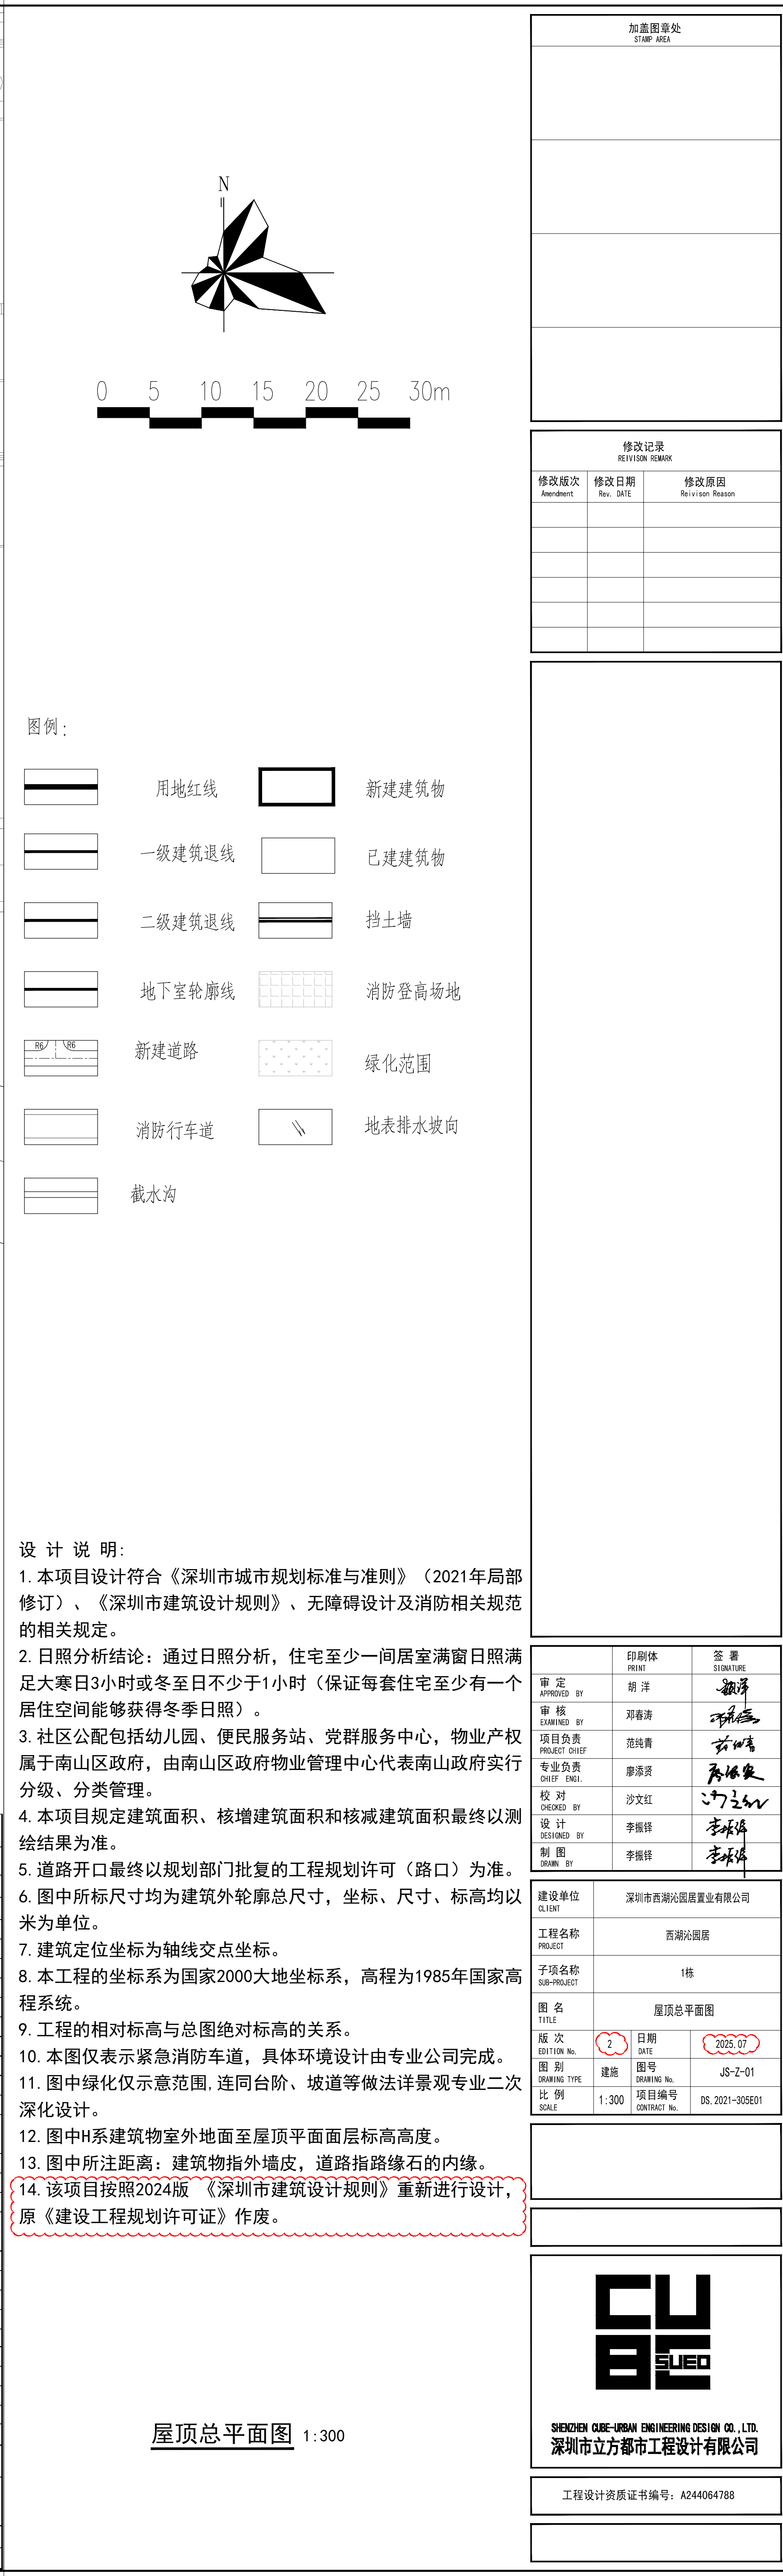 N
0 5 10 15 20 25 30m
图例:
用地红线
新建建筑物
一级建筑退线
已建建筑物
二级建筑退线
挡土墙
地下室轮廓线
消防登高场地
R6 R6
新建道路
绿化范围
消防行车道
地表排水坡向
截水沟
设 计 说 明:
1.本项目设计符合《深圳市城市规划标准与准则》（2021年局部
修订）、《深圳市建筑设计规则》、无障碍设计及消防相关规范
的相关规定。
2.日照分析结论：通过日照分析，住宅至少一间居室满窗日照满
足大寒日3小时或冬至日不少于1小时（保证每套住宅至少有一个
居住空间能够获得冬季日照）。
3.社区公配包括幼儿园、便民服务站、党群服务中心，物业产权
属于南山区政府，由南山区政府物业管理中心代表南山政府实行
分级、分类管理。
4.本项目规定建筑面积、核增建筑面积和核减建筑面积最终以测
绘结果为准。
5.道路开口最终以规划部门批复的工程规划许可（路口）为准。
6.图中所标尺寸均为建筑外轮廓总尺寸，坐标、尺寸、标高均以
米为单位。
7.建筑定位坐标为轴线交点坐标。
8.本工程的坐标系为国家2000大地坐标系，高程为1985年国家高
程系统。
9.工程的相对标高与总图绝对标高的关系。
10.本图仅表示紧急消防车道，具体环境设计由专业公司完成。
11.图中绿化仅示意范围,连同台阶、坡道等做法详景观专业二次
深化设计。
12.图中H系建筑物室外地面至屋顶平面面层标高高度。
13.图中所注距离：建筑物指外墙皮，道路指路缘石的内缘。
14.该项目按照2024版 《深圳市建筑设计规则》重新进行设计，
原《建设工程规划许可证》作废。
屋顶总平面图 1:300
加盖图章处
STAMP AREA
修改记录
REIVISON REMARK
修改版次 修改日期 修改原因
Amendment Rev. DATE Reivison Reason
印刷体 签 署
PRINT SIGNATURE
审 定 胡 洋 胡洋
APPROVED BY
审 核 邓春涛
EXAMINED BY
项目负责 范纯青 范纯青
PROJECT CHIEF
专业负责 廖添贤
CHIEF ENGI.
校 对 沙文红 沙文红
CHECKED BY
设 计 李振铎 李振铎
DESIGNED BY
制 图 李振铎 李振铎
DRAWN BY
建设单位 深圳市西湖沁园居置业有限公司
CLIENT
工程名称 西湖沁园居
PROJECT
子项名称 1栋
SUB-PROJECT
图 名 屋顶总平面图
TITLE
版 次 2 日期 2025.07
EDITION No. DATE
图 别 建施 图号 JS-Z-01
DRAWING TYPE DRAWING No.
比 例 1:300 项目编号 DS.2021-305E01
SCALE CONTRACT No.
CU
BE
SUED
SHENZHEN CUBE-URBAN ENGINEERING DESIGN CO.,LTD.
深圳市立方都市工程设计有限公司
工程设计资质证书编号：A244064788